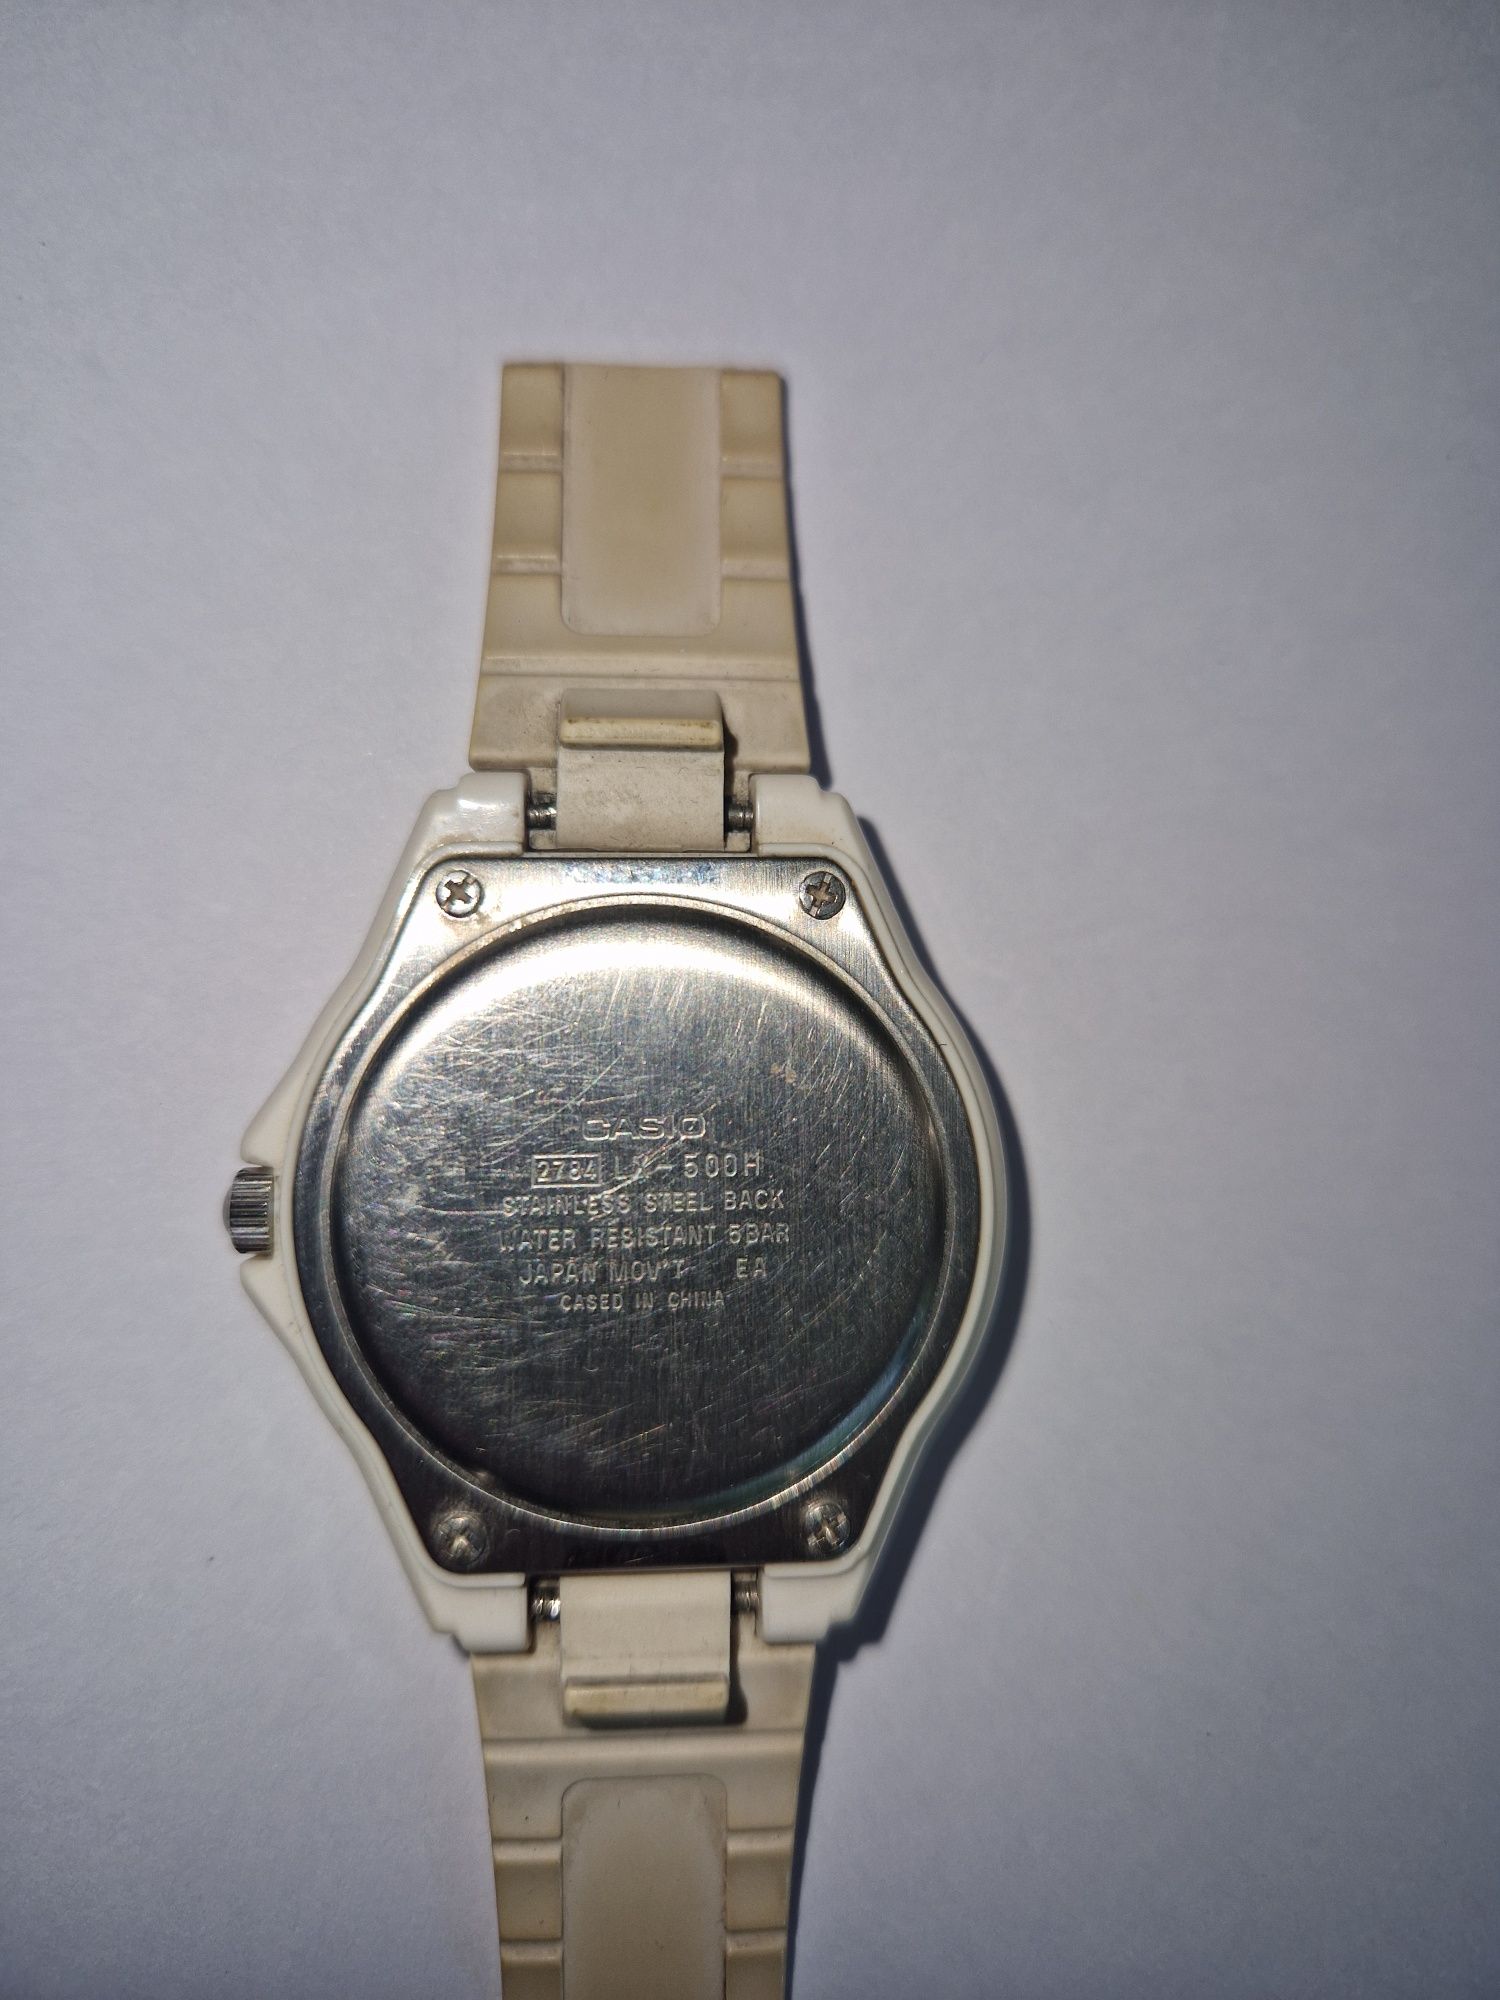 CASIO
2784 LX-500H
STAINLESS STEEL BACK
WATER RESISTANT 5BAR
JAPAN MOV'T EA
CASED IN CHINA